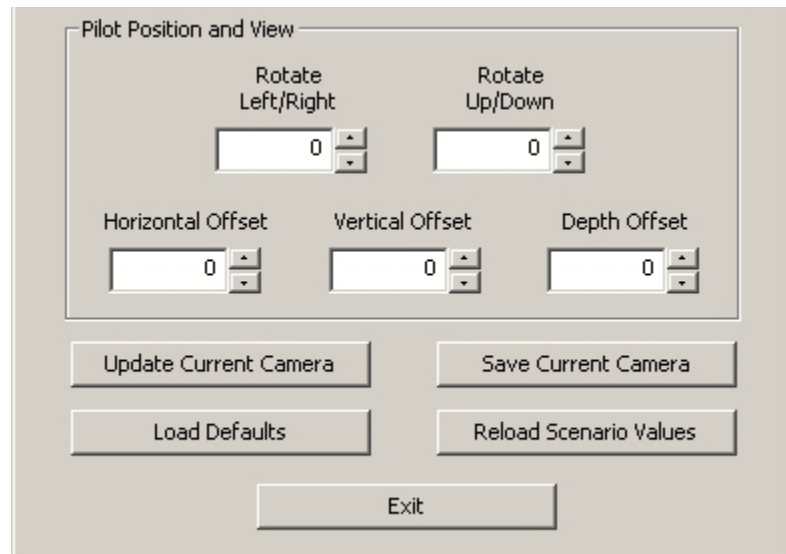 Pilot Position and View
Rotate Left/Right
Rotate Up/Down
0
0
Horizontal Offset
Vertical Offset
Depth Offset
0
0
0
Update Current Camera
Save Current Camera
Load Defaults
Reload Scenario Values
Exit